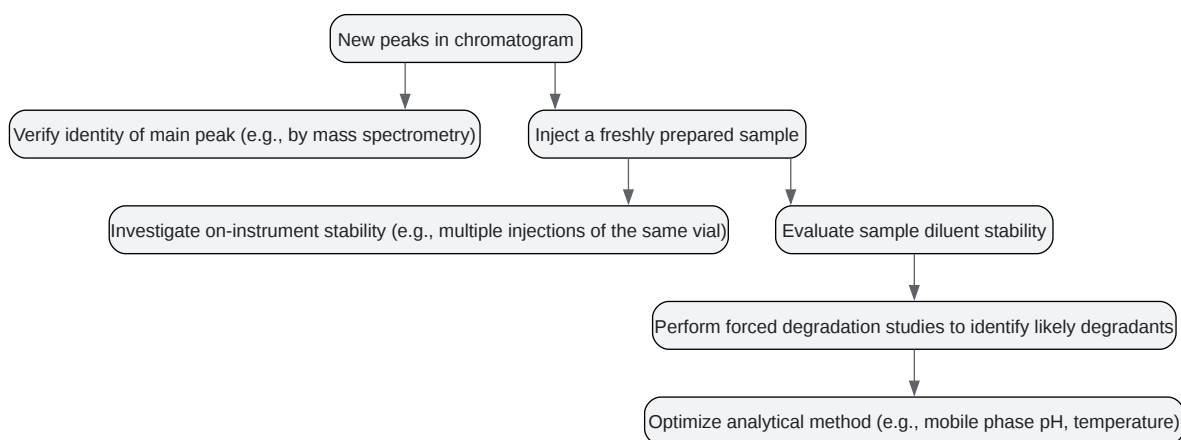 New peaks in chromatogram
Verify identity of main peak (e.g., by mass spectrometry)
Inject a freshly prepared sample
Investigate on-instrument stability (e.g., multiple injections of the same vial)
Evaluate sample diluent stability
Perform forced degradation studies to identify likely degradants
Optimize analytical method (e.g., mobile phase pH, temperature)